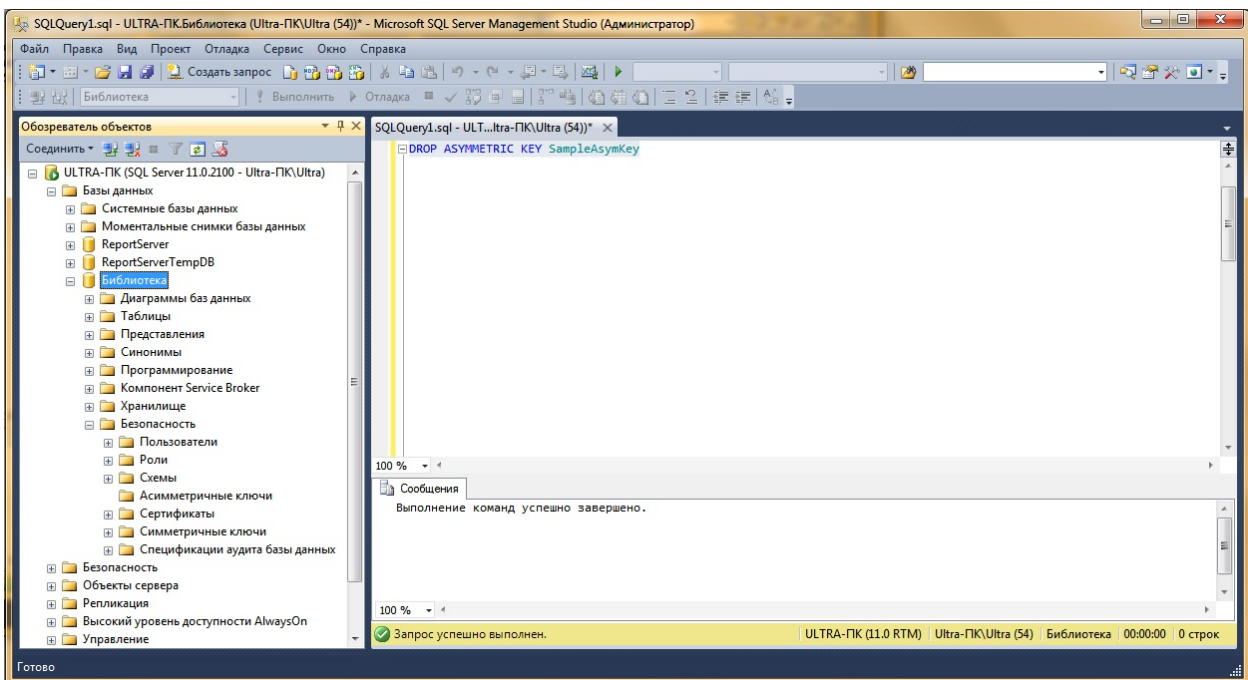 SQLQuery1.sql - ULTRA-ПК.Библиотека (Ultra-ПК\Ultra (54))* - Microsoft SQL Server Management Studio (Администратор)
Файл Правка Вид Проект Отладка Сервис Окно Справка
Создать запрос
Библиотека Выполнить Отладка
Обозреватель объектов
SQLQuery1.sql - ULT...ltra-ПК\Ultra (54))*
Соединить
DROP ASYMMETRIC KEY SampleAsymKey
ULTRA-ПК (SQL Server 11.0.2100 - Ultra-ПК\Ultra)
Базы данных
Системные базы данных
Моментальные снимки базы данных
ReportServer
ReportServerTempDB
Библиотека
Диаграммы баз данных
Таблицы
Представления
Синонимы
Программирование
Компонент Service Broker
Хранилище
Безопасность
Пользователи
Роли
Схемы
Асимметричные ключи
Сертификаты
Симметричные ключи
Спецификации аудита базы данных
Безопасность
Объекты сервера
Репликация
Высокий уровень доступности AlwaysOn
Управление
100 %
Сообщения
Выполнение команд успешно завершено.
100 %
Запрос успешно выполнен. ULTRA-ПК (11.0 RTM) Ultra-ПК\Ultra (54) Библиотека 00:00:00 0 строк
Готово